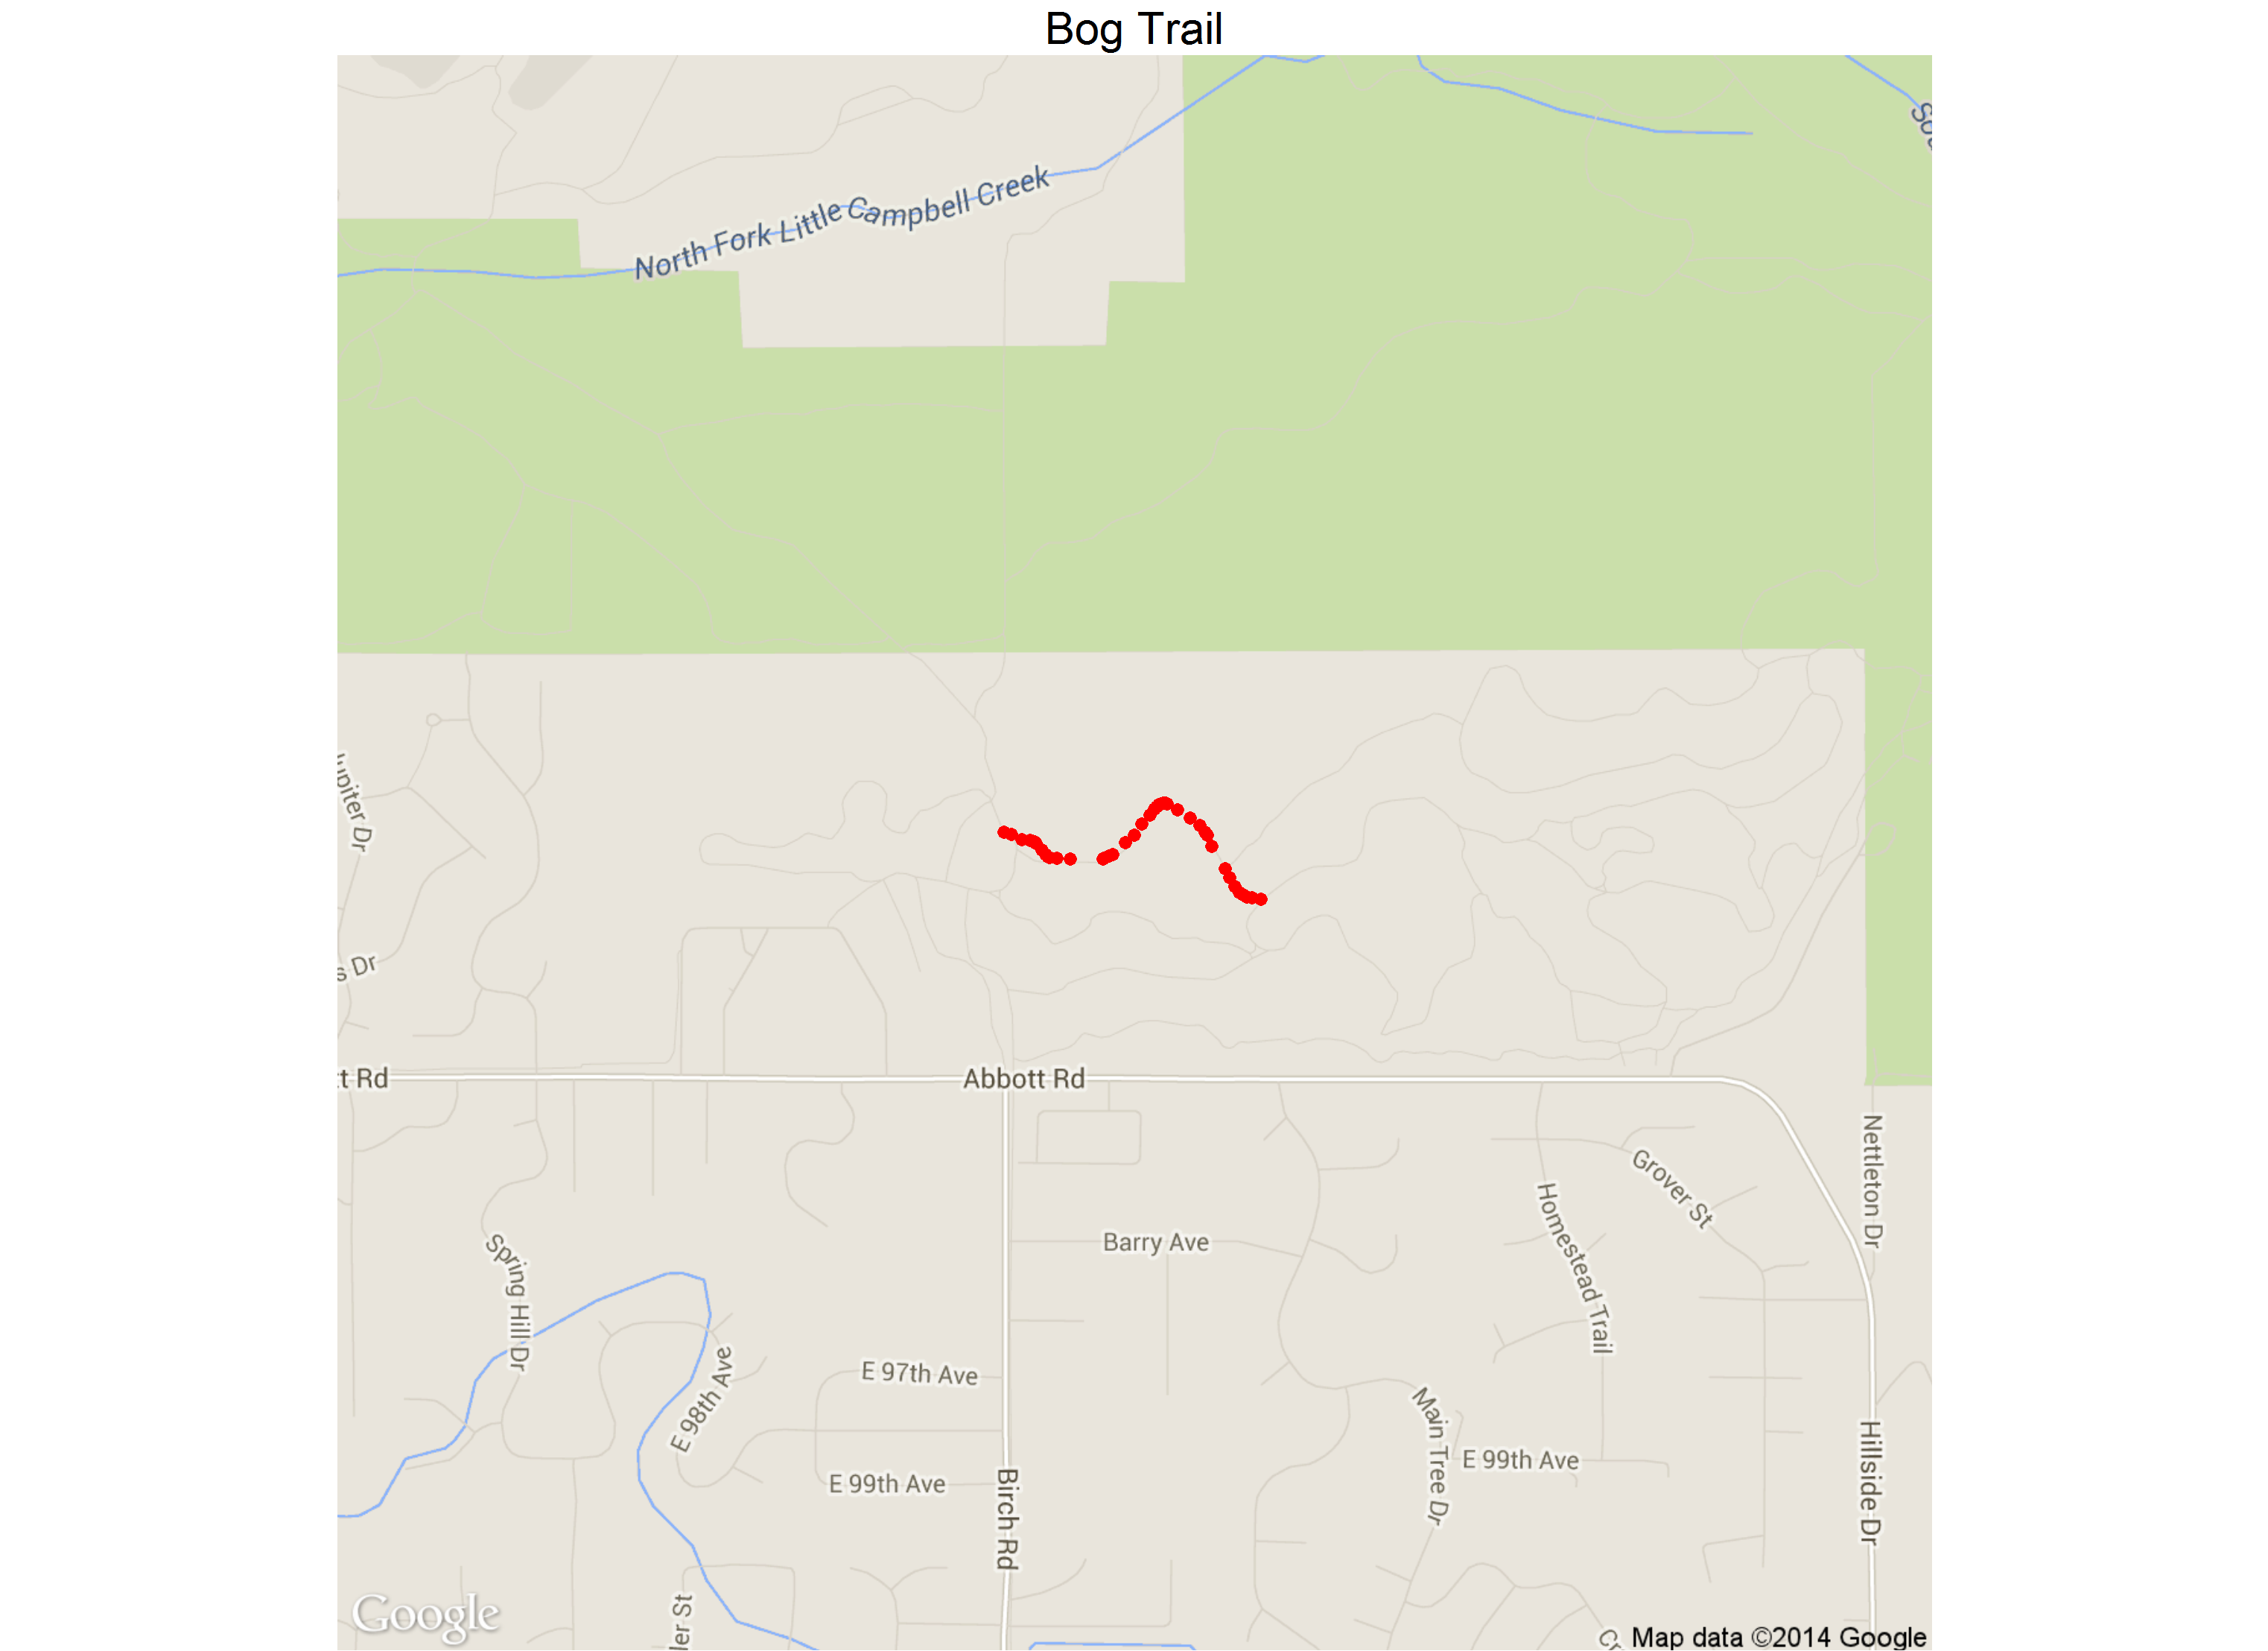 Bog Trail
North Fork Little Campbell Creek
Dr
s Dr
tt Rd
Abbott Rd
Nettleton Dr
Grover St
Homestead Trail
Barry Ave
Spring Hill Dr
E 98th Ave
E 97th Ave
Main Tree Dr
E 99th Ave
E 99th Ave
Birch Rd
Hillside Dr
ler St
Google
Map data ©2014 Google